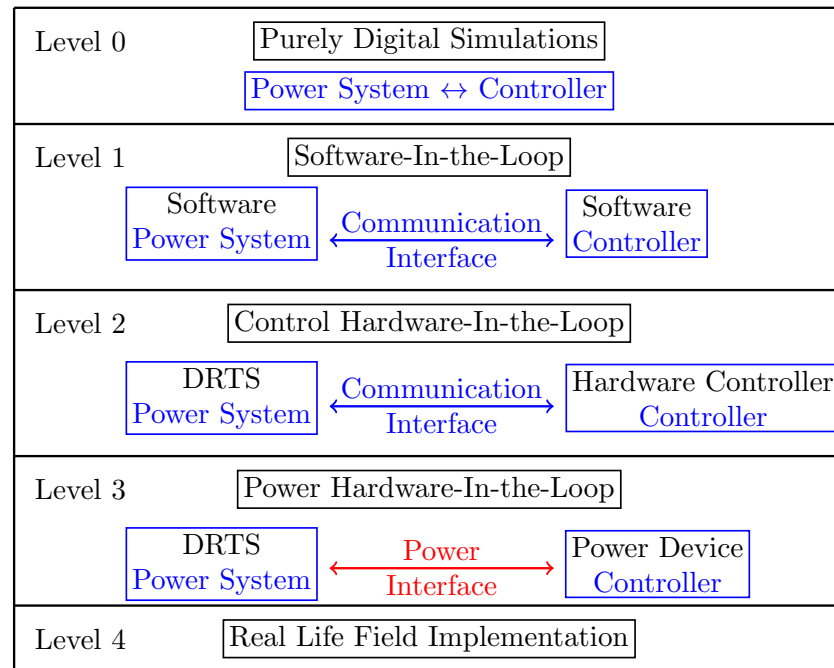 Level 0
Purely Digital Simulations
Power System ↔ Controller
Level 1
Software-In-the-Loop
Software
Power System
Communication
Interface
Software
Controller
Level 2
Control Hardware-In-the-Loop
DRTS
Power System
Communication
Interface
Hardware Controller
Controller
Level 3
Power Hardware-In-the-Loop
DRTS
Power System
Power
Interface
Power Device
Controller
Level 4
Real Life Field Implementation